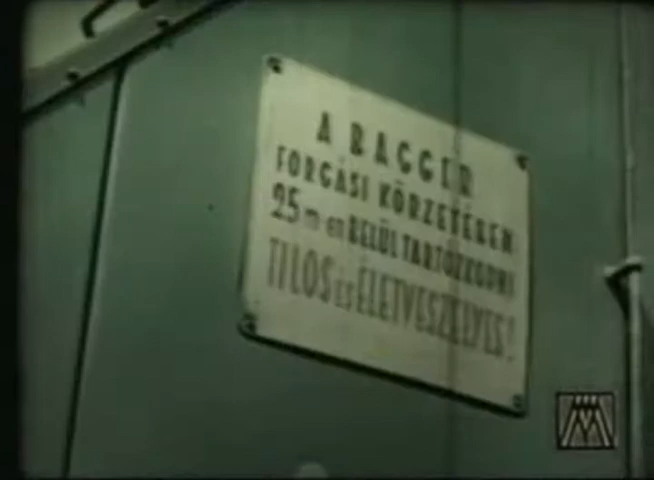 A BAGGER
FORGÁSI KÖRZETÉBEN
25 m en BELÜL TARTÓZKODNI
TILOS ÉS ÉLETVESZÉLYES!